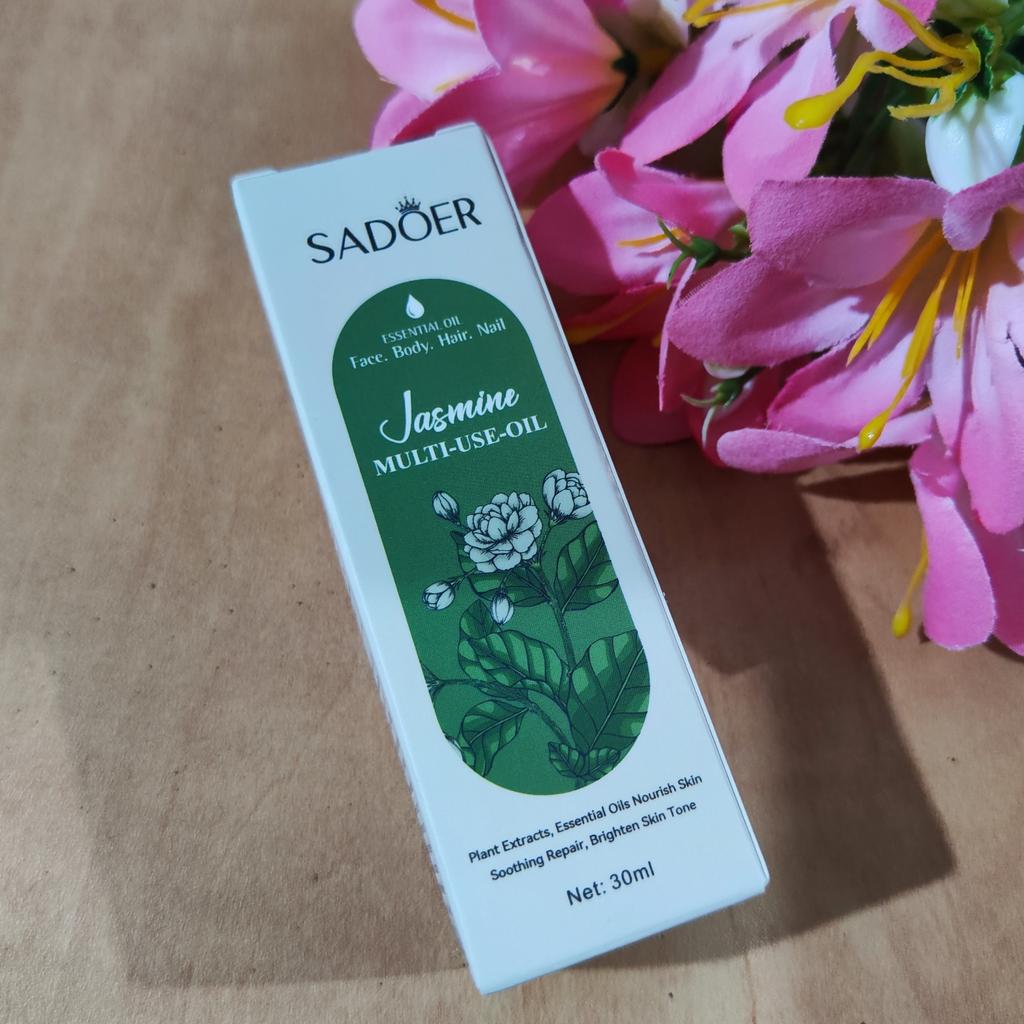 SADOER
ESSENTIAL OIL
Face. Body. Hair. Nail
Jasmine
MULTI-USE-OIL
Plant Extracts, Essential Oils Nourish Skin
Soothing Repair, Brighten Skin Tone
Net: 30ml